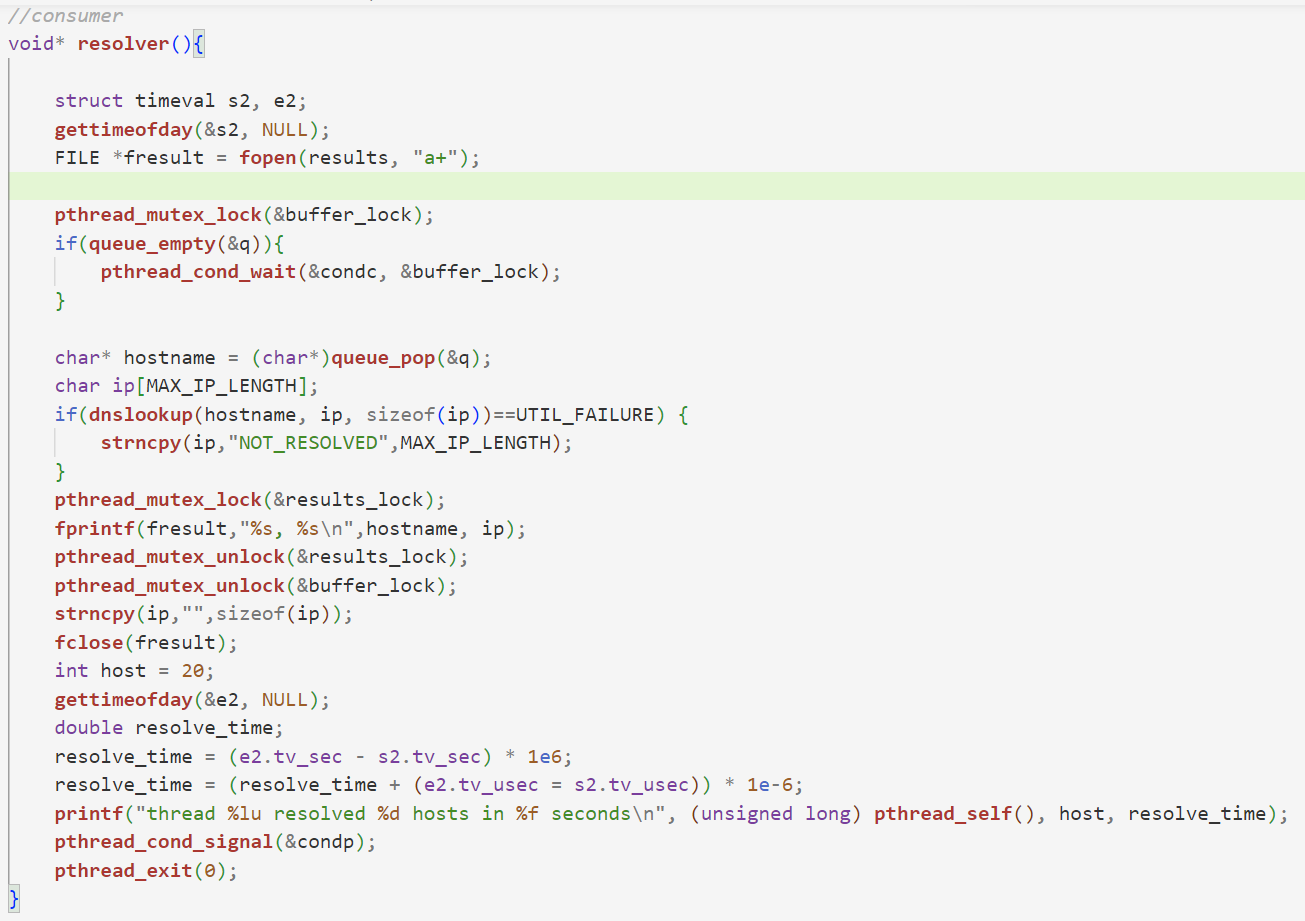 //consumer
void* resolver(){
struct timeval s2, e2;
gettimeofday(&s2, NULL);
FILE *fresult = fopen(results, "a+");
pthread_mutex_lock(&buffer_lock);
if(queue_empty(&q)){
pthread_cond_wait(&condc, &buffer_lock);
}
char* hostname = (char*)queue_pop(&q);
char ip[MAX_IP_LENGTH];
if(dnslookup(hostname, ip, sizeof(ip))==UTIL_FAILURE) {
strncpy(ip,"NOT_RESOLVED",MAX_IP_LENGTH);
}
pthread_mutex_lock(&results_lock);
fprintf(fresult,"%s, %s\n",hostname, ip);
pthread_mutex_unlock(&results_lock);
pthread_mutex_unlock(&buffer_lock);
strncpy(ip,"",sizeof(ip));
fclose(fresult);
int host = 20;
gettimeofday(&e2, NULL);
double resolve_time;
resolve_time = (e2.tv_sec - s2.tv_sec) * 1e6;
resolve_time = (resolve_time + (e2.tv_usec = s2.tv_usec)) * 1e-6;
printf("thread %lu resolved %d hosts in %f seconds\n", (unsigned long) pthread_self(), host, resolve_time);
pthread_cond_signal(&condp);
pthread_exit(0);
}